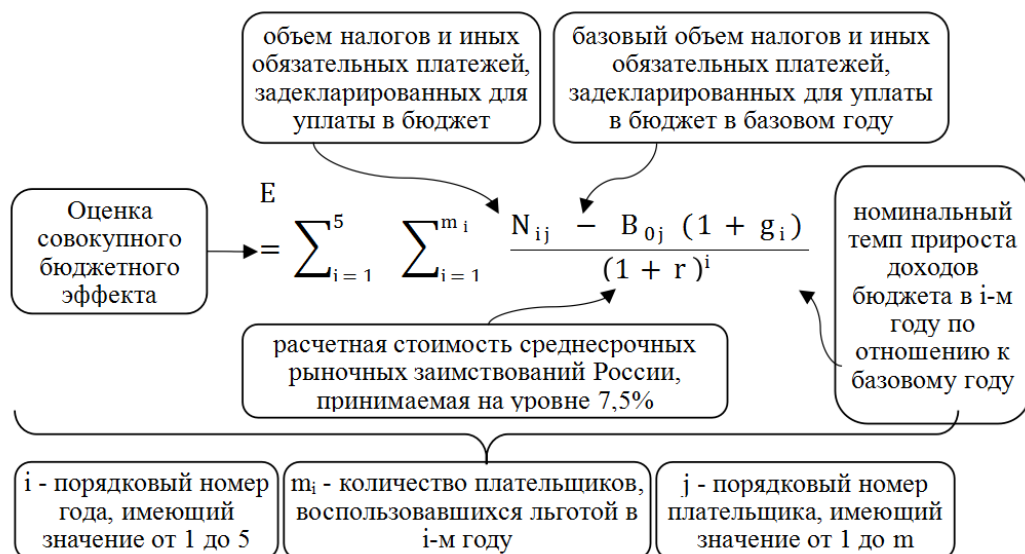 объем налогов и иных
обязательных платежей,
задекларированных для
уплаты в бюджет
базовый объем налогов и иных
обязательных платежей,
задекларированных для уплаты
в бюджет в базовом году
Оценка
совокупного
бюджетного
эффекта
E
= ∑⁵ᵢ₌₁ ∑ᵐⁱᵢ₌₁ (N_ij − B_0j (1 + g_i)) / (1 + r)^i
номинальный
темп прироста
доходов
бюджета в i-м
году по
отношению к
базовому году
расчетная стоимость среднесрочных
рыночных заимствований России,
принимаемая на уровне 7,5%
i - порядковый номер
года, имеющий
значение от 1 до 5
mᵢ - количество плательщиков,
воспользовавшихся льготой в
i-м году
j - порядковый номер
плательщика, имеющий
значение от 1 до m